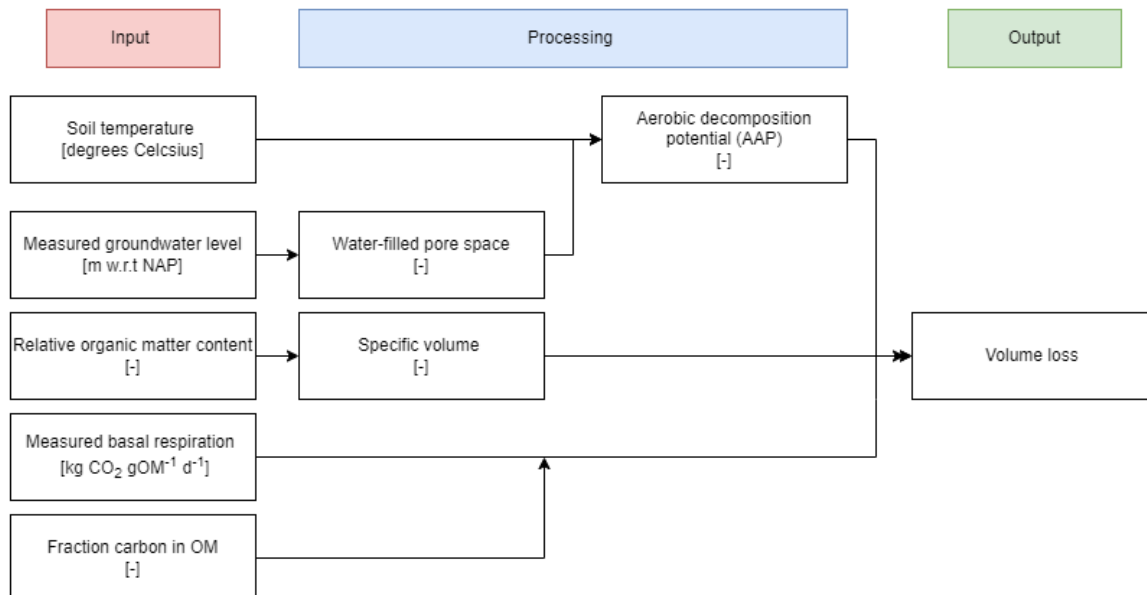 Input
Processing
Output
Soil temperature
[degrees Celcsius]
Aerobic decomposition
potential (AAP)
[-]
Measured groundwater level
[m w.r.t NAP]
Water-filled pore space
[-]
Relative organic matter content
[-]
Specific volume
[-]
Volume loss
Measured basal respiration
[kg CO₂ gOM⁻¹ d⁻¹]
Fraction carbon in OM
[-]